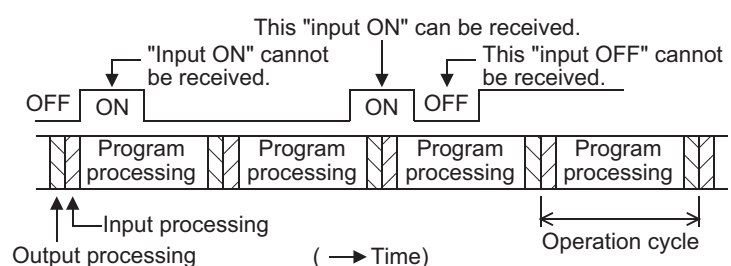 This "input ON" can be received.
"Input ON" cannot
be received.
This "input OFF" cannot
be received.
OFF
ON
ON
OFF
Program
processing
Program
processing
Program
processing
Program
processing
Input processing
Output processing
( → Time)
Operation cycle